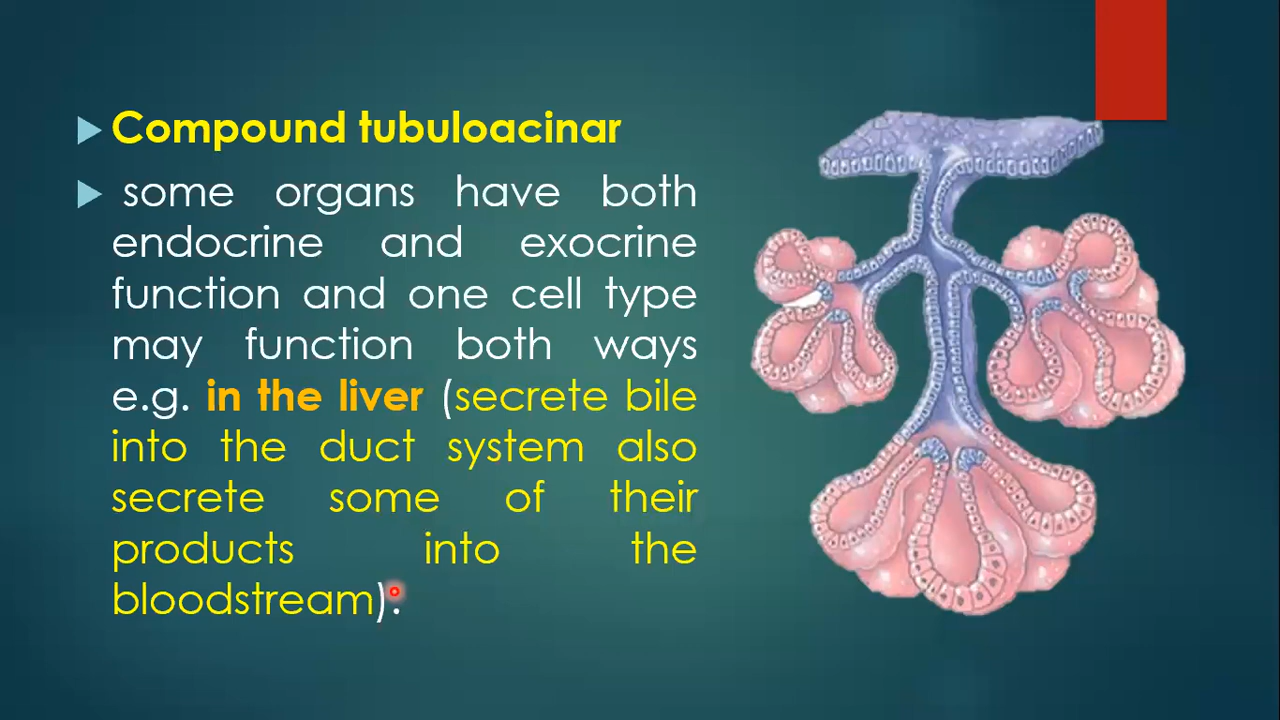 Compound tubuloacinar
some organs have both
endocrine and exocrine
function and one cell type
may function both ways
e.g. in the liver (secrete bile
into the duct system also
secrete some of their
products into the
bloodstream).